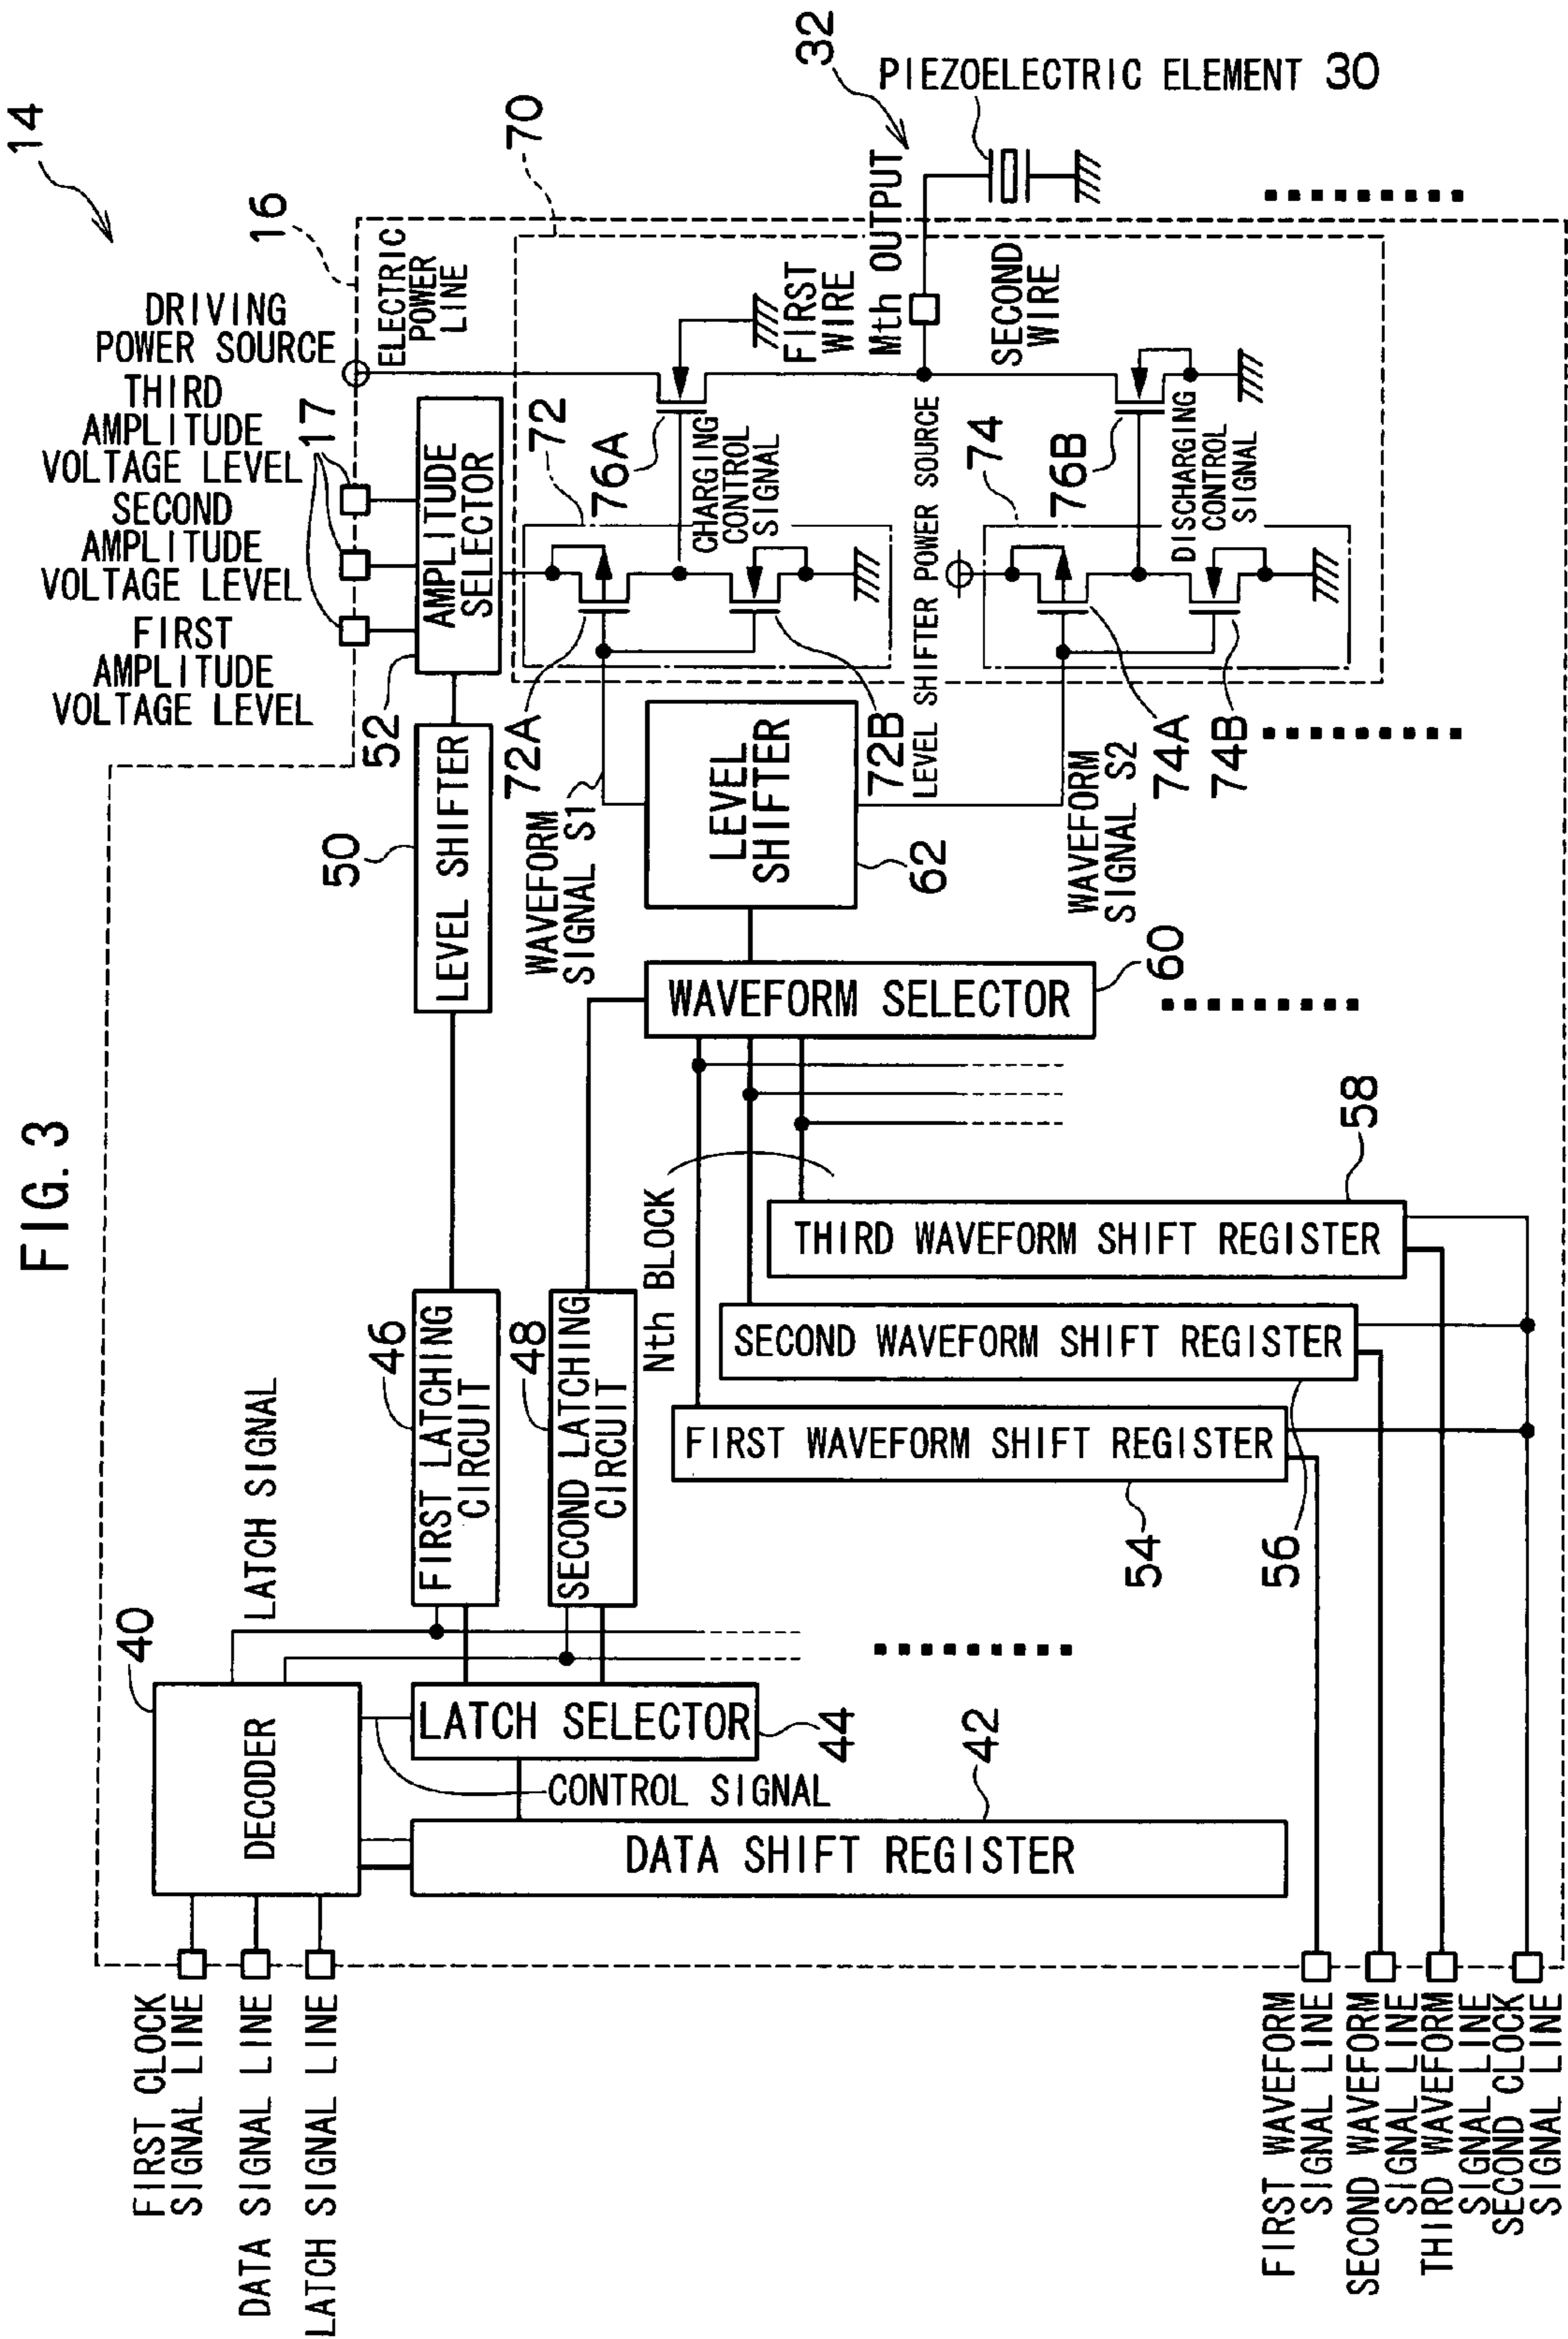 FIG. 3
14
DRIVING
POWER SOURCE
THIRD
AMPLITUDE
VOLTAGE LEVEL
SECOND
AMPLITUDE
VOLTAGE LEVEL
FIRST
AMPLITUDE
VOLTAGE LEVEL
17
16
ELECTRIC
POWER
LINE
FIRST CLOCK
SIGNAL LINE
DATA SIGNAL LINE
LATCH SIGNAL LINE
40
DECODER
LATCH SIGNAL
LATCH SELECTOR
44
CONTROL SIGNAL
DATA SHIFT REGISTER
42
46
FIRST LATCHING
CIRCUIT
48
SECOND LATCHING
CIRCUIT
50
LEVEL SHIFTER
52
AMPLITUDE
SELECTOR
Nth BLOCK
FIRST WAVEFORM SHIFT REGISTER
54
SECOND WAVEFORM SHIFT REGISTER
56
THIRD WAVEFORM SHIFT REGISTER
58
WAVEFORM SELECTOR
60
LEVEL
SHIFTER
62
WAVEFORM
SIGNAL S1
WAVEFORM
SIGNAL S2
70
72
72A
72B
76A
CHARGING
CONTROL
SIGNAL
FIRST
WIRE
Mth OUTPUT
32
PIEZOELECTRIC ELEMENT 30
SECOND
WIRE
LEVEL SHIFTER POWER SOURCE
74
74A
74B
76B
DISCHARGING
CONTROL
SIGNAL
FIRST WAVEFORM
SIGNAL LINE
SECOND WAVEFORM
SIGNAL LINE
THIRD WAVEFORM
SIGNAL LINE
SECOND CLOCK
SIGNAL LINE